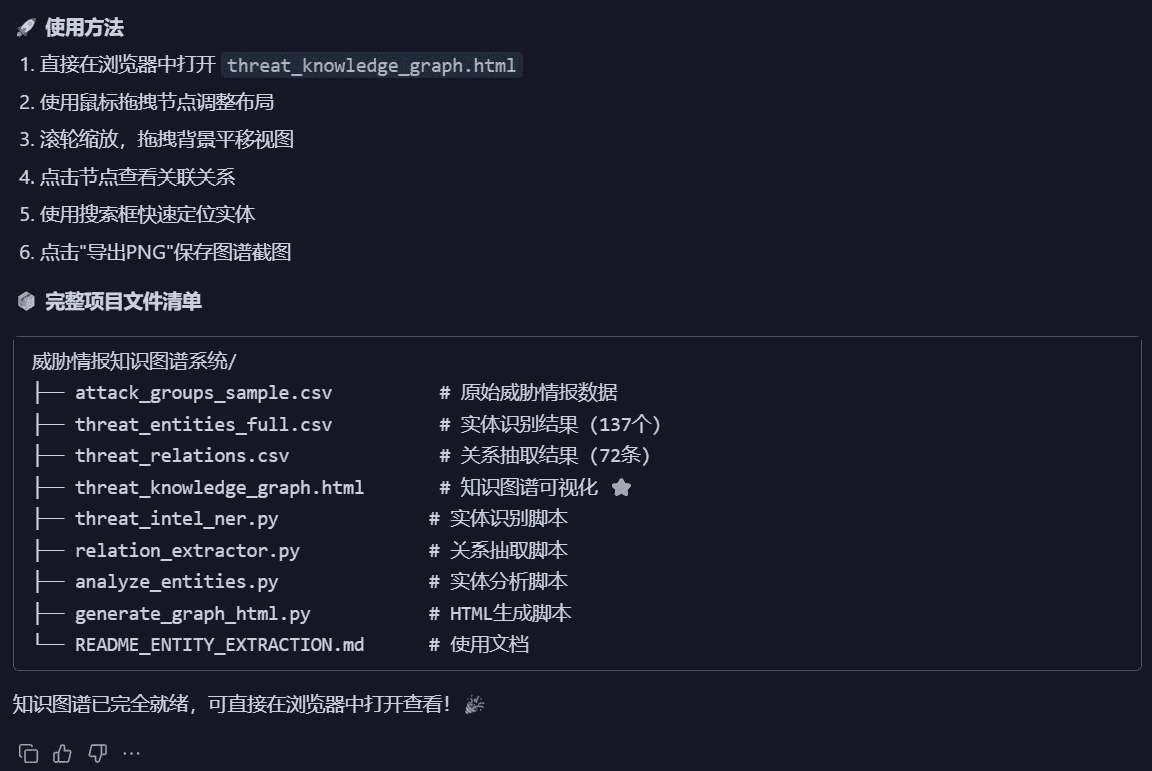 🚀 使用方法
1. 直接在浏览器中打开 threat_knowledge_graph.html
2. 使用鼠标拖拽节点调整布局
3. 滚轮缩放，拖拽背景平移视图
4. 点击节点查看关联关系
5. 使用搜索框快速定位实体
6. 点击"导出PNG"保存图谱截图
📦 完整项目文件清单
威胁情报知识图谱系统/
├── attack_groups_sample.csv          # 原始威胁情报数据
├── threat_entities_full.csv          # 实体识别结果 (137个)
├── threat_relations.csv              # 关系抽取结果 (72条)
├── threat_knowledge_graph.html       # 知识图谱可视化 ⭐
├── threat_intel_ner.py              # 实体识别脚本
├── relation_extractor.py            # 关系抽取脚本
├── analyze_entities.py              # 实体分析脚本
├── generate_graph_html.py           # HTML生成脚本
└── README_ENTITY_EXTRACTION.md      # 使用文档
知识图谱已完全就绪，可直接在浏览器中打开查看！🎉